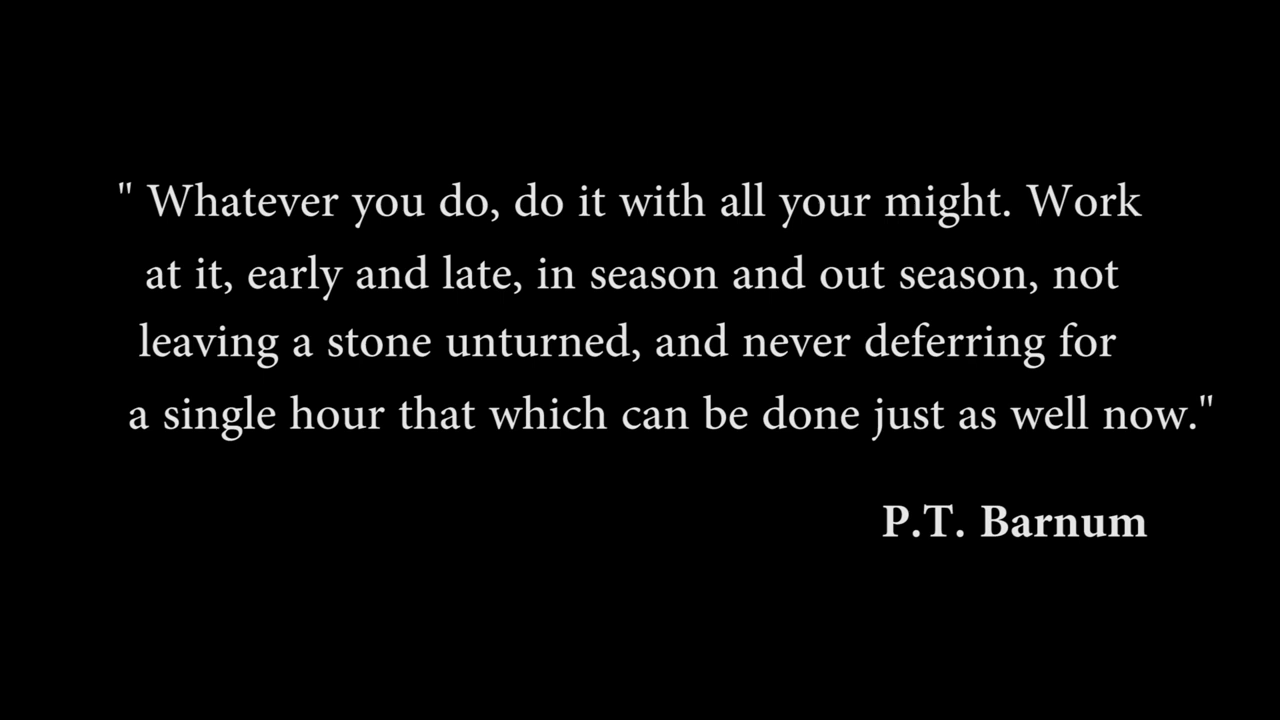 " Whatever you do, do it with all your might. Work
at it, early and late, in season and out season, not
leaving a stone unturned, and never deferring for
a single hour that which can be done just as well now."
P.T. Barnum